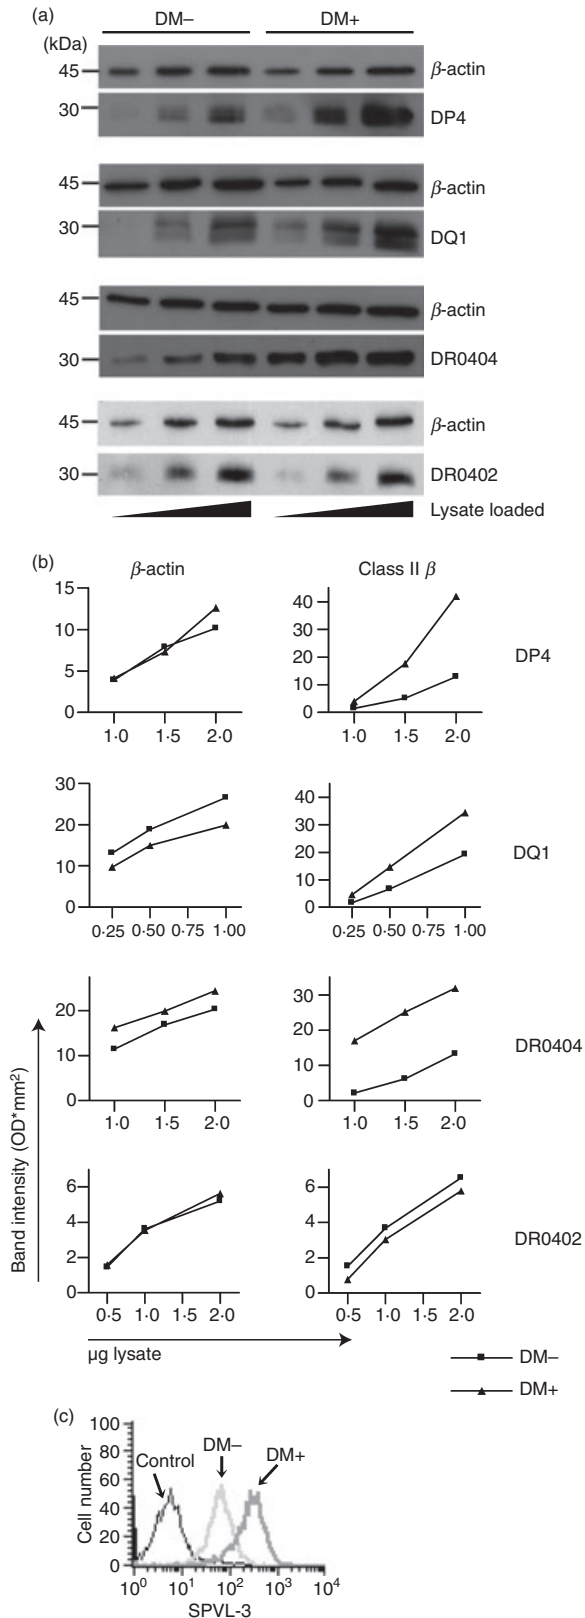 (a)
DM– DM+
(kDa)
45 β-actin
30 DP4
45 β-actin
30 DQ1
45 β-actin
30 DR0404
45 β-actin
30 DR0402
Lysate loaded
(b)
β-actin Class II β
15 10 5 0
1·0 1·5 2·0
40 30 20 10 0
1·0 1·5 2·0
DP4
30 20 10 0
0·25 0·50 0·75 1·00
40 30 20 10 0
0·25 0·50 0·75 1·00
DQ1
20 10 0
1·0 1·5 2·0
30 20 10 0
1·0 1·5 2·0
DR0404
6 4 2 0
0·5 1·0 1·5 2·0
6 4 2 0
0·5 1·0 1·5 2·0
DR0402
Band intensity (OD*mm²)
µg lysate
DM–
DM+
(c)
Cell number
100 80 60 40 20 0
Control DM– DM+
10⁰ 10¹ 10² 10³ 10⁴
SPVL-3